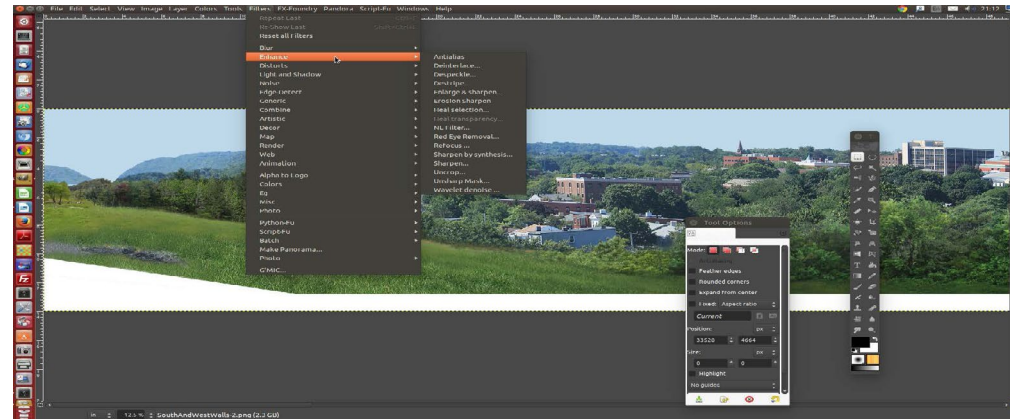 File Edit Select View Image Layer Colors Tools Filters FX-Foundry Pandora Script-Fu Windows Help
21:12
Repeat Last
Re-Show Last
Reset all Filters
Blur
Enhance
Distorts
Light and Shadow
Noise
Edge-Detect
Generic
Combine
Artistic
Decor
Map
Render
Web
Animation
Alpha to Logo
Colors
Eg
Misc
Photo
Python-Fu
Script-Fu
Batch
Make Panorama...
Photo
G'MIC...
Antialias
Deinterlace...
Despeckle...
Destripe...
Enlarge & sharpen
Erosion Sharpen
Heal selection...
Heal transparency...
NL Filter...
Red Eye Removal...
Refocus ...
Sharpen by synthesis...
Sharpen...
Uncrop...
Unsharp Mask...
Wavelet denoise ...
Tool Options
Mode:
Antialiasing
Feather edges
Rounded corners
Expand from center
Fixed: Aspect ratio
Current
Position: px
33528 4664
Size: px
0 0
Highlight
No guides
in 12.5 % SouthAndWestWalls-2.png (2.3 GB)